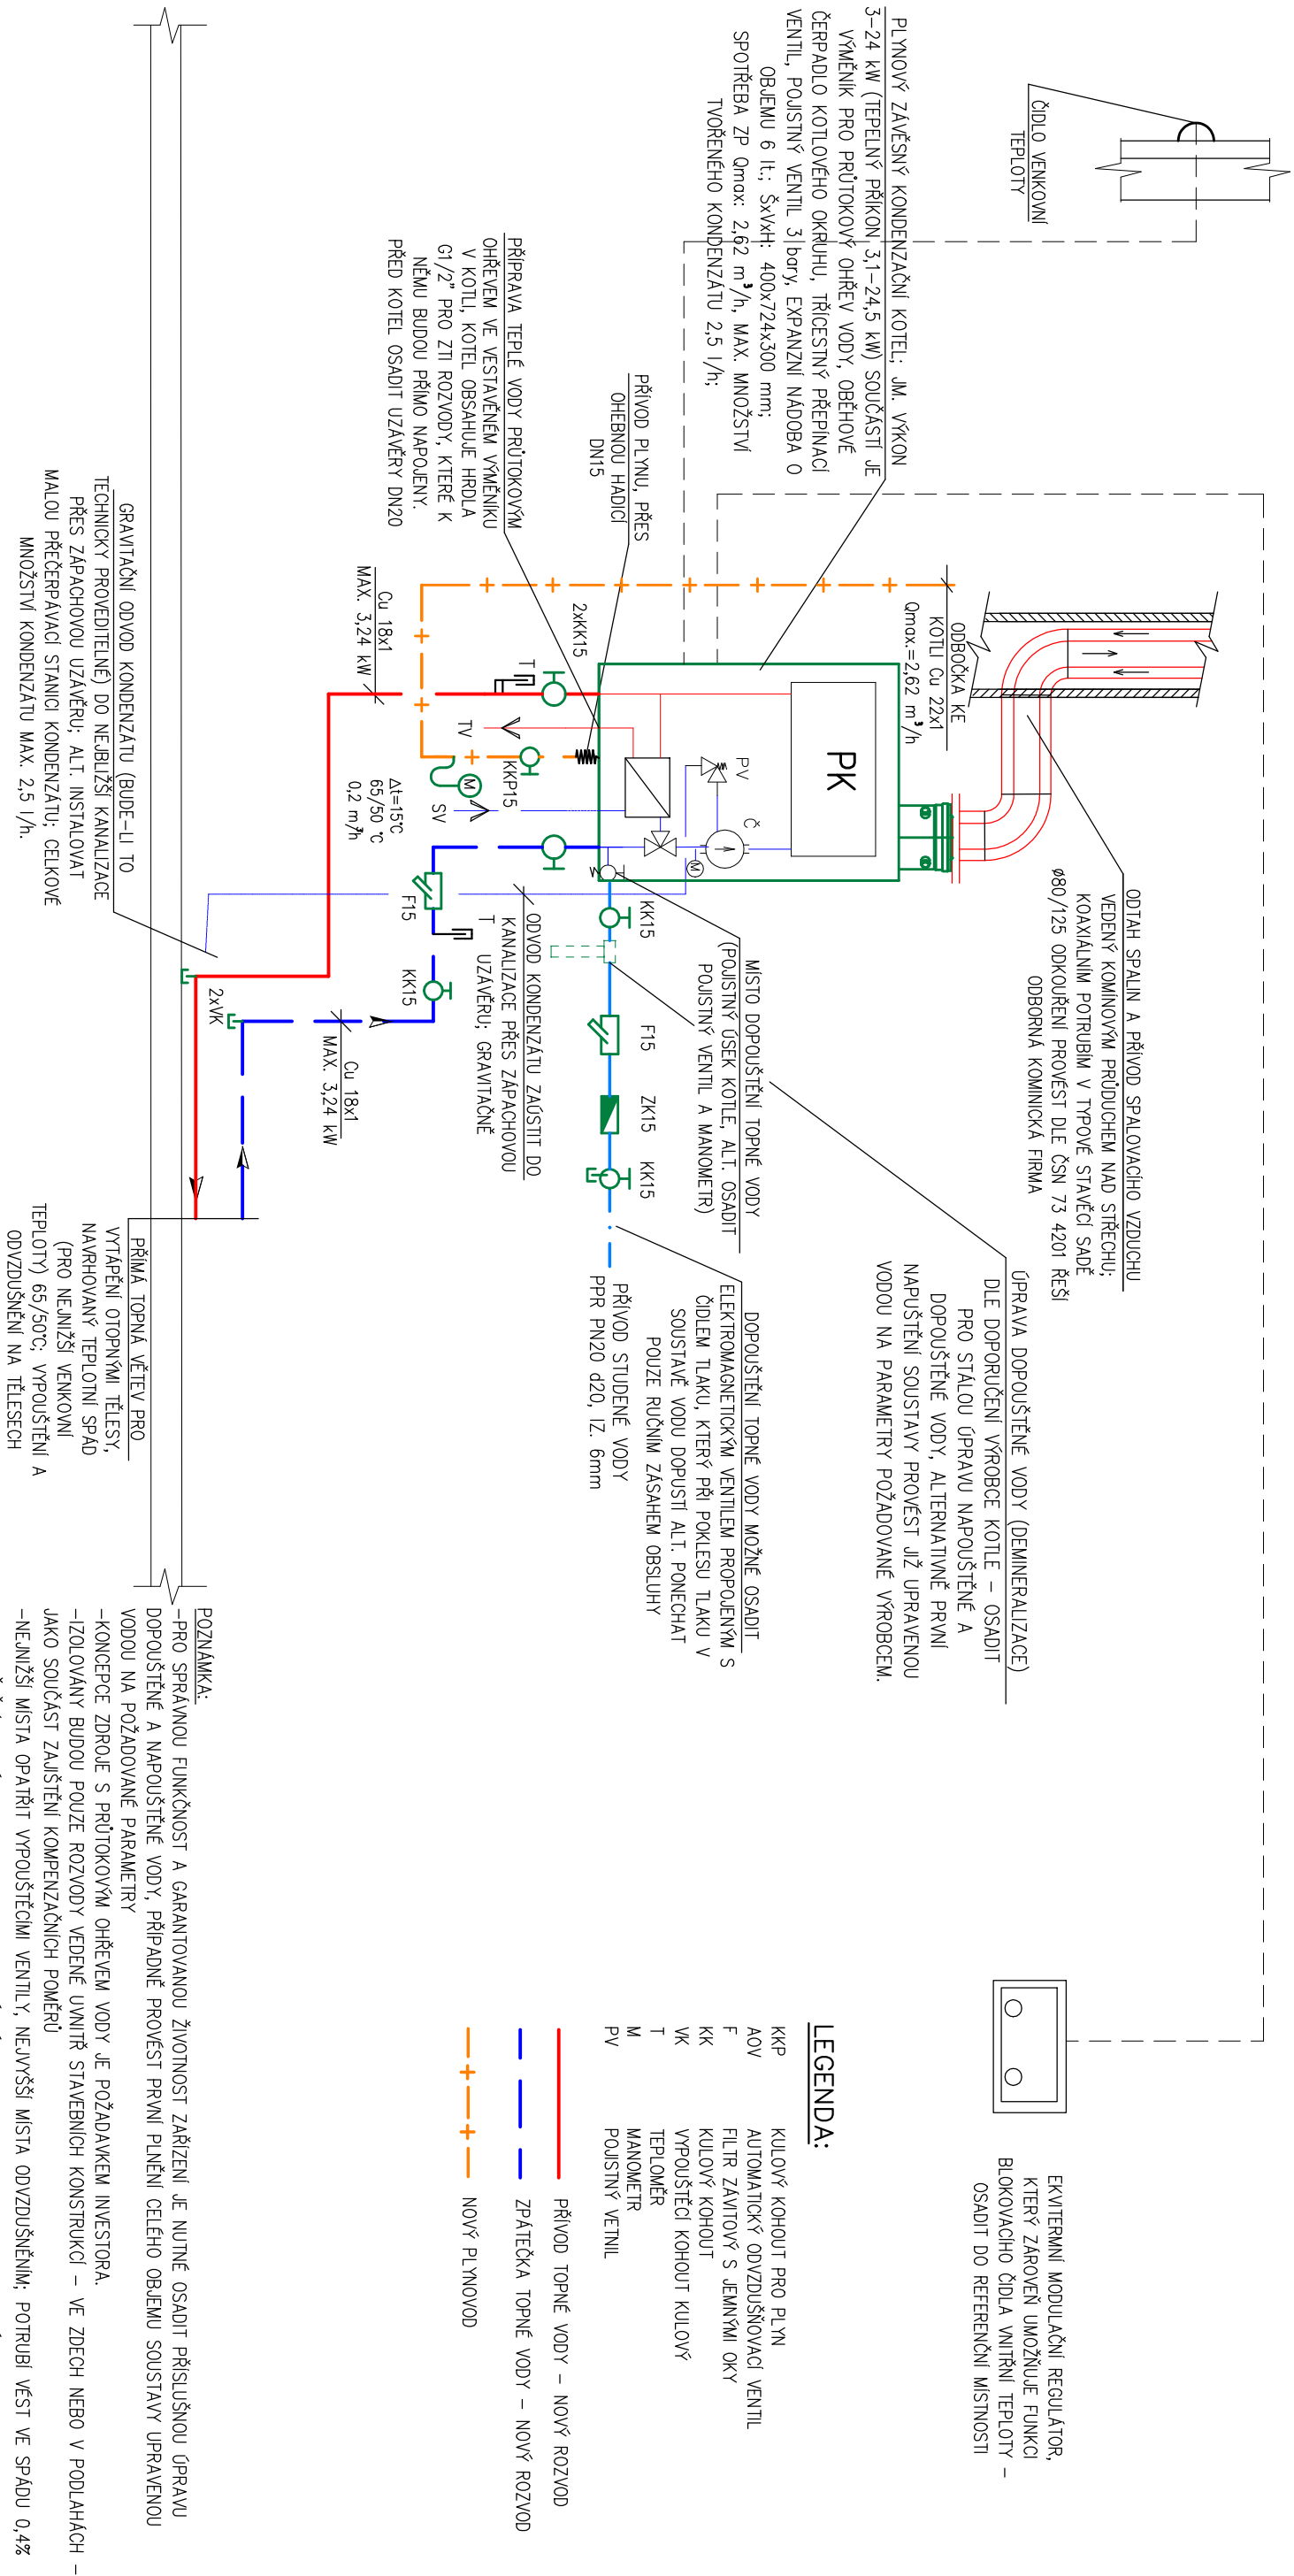 ČIDLO VENKOVNÍ
TEPLOTY
PLYNOVÝ ZÁVĚSNÝ KONDENZAČNÍ KOTEL; JM. VÝKON
3-24 kW (TEPELNÝ PŘÍKON 3,1-24,5 kW) SOUČÁSTÍ JE
VÝMĚNÍK PRO PRŮTOKOVÝ OHŘEV VODY, OBĚHOVÉ
ČERPADLO KOTLOVÉHO OKRUHU, TŘÍCESTNÝ PŘEPÍNACÍ
VENTIL, POJISTNÝ VENTIL 3 bary, EXPANZNÍ NÁDOBA O
OBJEMU 6 lt.; ŠxVxH: 400x724x300 mm;
SPOTŘEBA ZP Qmax: 2,62 m³/h, MAX. MNOŽSTVÍ
TVOŘENÉHO KONDENZÁTU 2,5 l/h;
PŘÍVOD PLYNU, PŘES
OHEBNOU HADICÍ
DN15
PŘÍPRAVA TEPLÉ VODY PRŮTOKOVÝM
OHŘEVEM VE VESTAVĚNÉM VÝMĚNÍKU
V KOTLI, KOTEL OBSAHUJE HRDLA
G1/2" PRO ZTI ROZVODY, KTERÉ K
NĚMU BUDOU PŘÍMO NAPOJENY.
PŘED KOTEL OSADIT UZÁVĚRY DN20
GRAVITAČNÍ ODVOD KONDENZÁTU (BUDE-LI TO
TECHNICKY PROVEDITELNÉ) DO NEJBLIŽŠÍ KANALIZACE
PŘES ZÁPACHOVOU UZÁVĚRU; ALT. INSTALOVAT
MALOU PŘEČERPÁVACÍ STANICI KONDENZÁTU; CELKOVÉ
MNOŽSTVÍ KONDENZÁTU MAX. 2,5 l/h.
ODBOČKA KE
KOTLI Cu 22x1
Qmax.=2,62 m³/h
PK
PV
Č
M
2xKK15
Cu 18x1
MAX. 3,24 kW
T
TV
KKP15
M
SV
Δt=15°C
65/50 °C
0,2 m³/h
F15
T
KK15
2xVK
Cu 18x1
MAX. 3,24 kW
KK15
F15
ZK15
KK15
ODTAH SPALIN A PŘÍVOD SPALOVACÍHO VZDUCHU
VEDENÝ KOMÍNOVÝM PRŮDUCHEM NAD STŘECHU;
KOAXIÁLNÍM POTRUBÍM V TYPOVÉ STAVĚCÍ SADĚ
ø80/125 ODKOUŘENÍ PROVÉST DLE ČSN 73 4201 ŘEŠÍ
ODBORNÁ KOMINICKÁ FIRMA
MÍSTO DOPOUŠTĚNÍ TOPNÉ VODY
(POJISTNÝ ÚSEK KOTLE, ALT. OSADIT
POJISTNÝ VENTIL A MANOMETR)
ODVOD KONDENZÁTU ZAÚSTIT DO
KANALIZACE PŘES ZÁPACHOVOU
UZÁVĚRU; GRAVITAČNĚ
ÚPRAVA DOPOUŠTĚNÉ VODY (DEMINERALIZACE)
DLE DOPORUČENÍ VÝROBCE KOTLE - OSADIT
PRO STÁLOU ÚPRAVU NAPOUŠTĚNÉ A
DOPOUŠTĚNÉ VODY, ALTERNATIVNĚ PRVNÍ
NAPUŠTĚNÍ SOUSTAVY PROVÉST JIŽ UPRAVENOU
VODOU NA PARAMETRY POŽADOVANÉ VÝROBCEM.
DOPOUŠTĚNÍ TOPNÉ VODY MOŽNÉ OSADIT
ELEKTROMAGNETICKÝM VENTILEM PROPOJENÝM S
ČIDLEM TLAKU, KTERÝ PŘI POKLESU TLAKU V
SOUSTAVĚ VODU DOPUSTÍ ALT. PONECHAT
POUZE RUČNÍM ZÁSAHEM OBSLUHY
PŘÍVOD STUDENÉ VODY
PPR PN20 d20, IZ. 6mm
PŘÍMÁ TOPNÁ VĚTEV PRO
VYTÁPĚNÍ OTOPNÝMI TĚLESY,
NAVRHOVANÝ TEPLOTNÍ SPÁD
(PRO NEJNIŽŠÍ VENKOVNÍ
TEPLOTY) 65/50°C; VYPOUŠTĚNÍ A
ODVZDUŠNĚNÍ NA TĚLESECH
EKVITERMNÍ MODULAČNÍ REGULÁTOR,
KTERÝ ZÁROVEŇ UMOŽŇUJE FUNKCI
BLOKOVACÍHO ČIDLA VNITŘNÍ TEPLOTY -
OSADIT DO REFERENČNÍ MÍSTNOSTI
LEGENDA:
KKP KULOVÝ KOHOUT PRO PLYN
AOV AUTOMATICKÝ ODVZDUŠŇOVACÍ VENTIL
F FILTR ZÁVITOVÝ S JEMNÝMI OKY
KK KULOVÝ KOHOUT
VK VYPOUŠTĚCÍ KOHOUT KULOVÝ
T TEPLOMĚR
M MANOMETR
PV POJISTNÝ VETNIL
PŘÍVOD TOPNÉ VODY - NOVÝ ROZVOD
ZPÁTEČKA TOPNÉ VODY - NOVÝ ROZVOD
NOVÝ PLYNOVOD
POZNÁMKA:
-PRO SPRÁVNOU FUNKČNOST A GARANTOVANOU ŽIVOTNOST ZAŘÍZENÍ JE NUTNÉ OSADIT PŘÍSLUŠNOU ÚPRAVU
DOPOUŠTĚNÉ A NAPOUŠTĚNÉ VODY, PŘÍPADNĚ PROVÉST PRVNÍ PLNĚNÍ CELÉHO OBJEMU SOUSTAVY UPRAVENOU
VODOU NA POŽADOVANÉ PARAMETRY
-KONCEPCE ZDROJE S PRŮTOKOVÝM OHŘEVEM VODY JE POŽADAVKEM INVESTORA.
-IZOLOVÁNY BUDOU POUZE ROZVODY VEDENÉ UVNITŘ STAVEBNÍCH KONSTRUKCÍ - VE ZDECH NEBO V PODLAHÁCH -
JAKO SOUČÁST ZAJIŠTĚNÍ KOMPENZAČNÍCH POMĚRŮ
-NEJNIŽŠÍ MÍSTA OPATŘIT VYPOUŠTĚCÍMI VENTILY, NEJVYŠŠÍ MÍSTA ODVZDUŠNĚNÍM; POTRUBÍ VÉST VE SPÁDU 0,4%